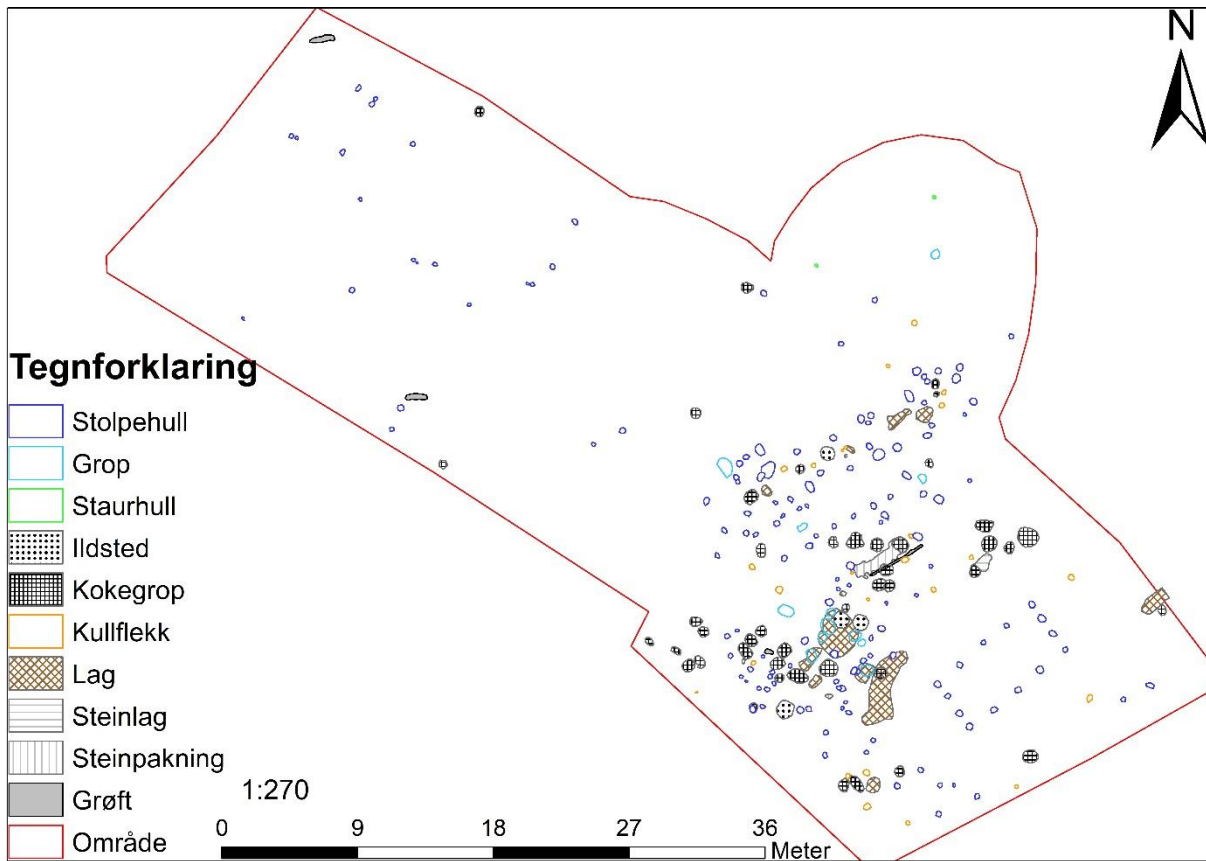 N
Tegnforklaring
Stolpehull
Grop
Staurhull
Ildsted
Kokegrop
Kullflekk
Lag
Steinlag
Steinpakning
Grøft
Område
1:270
0 9 18 27 36
Meter